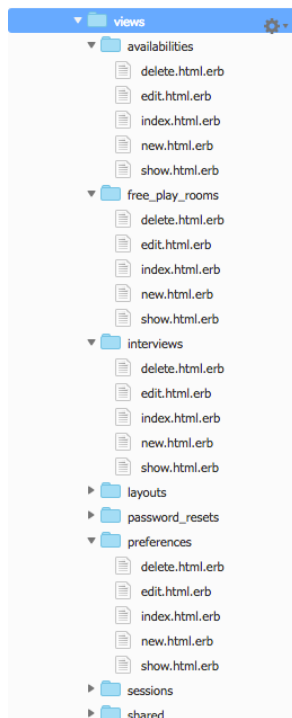 views
availabilities
delete.html.erb
edit.html.erb
index.html.erb
new.html.erb
show.html.erb
free_play_rooms
delete.html.erb
edit.html.erb
index.html.erb
new.html.erb
show.html.erb
interviews
delete.html.erb
edit.html.erb
index.html.erb
new.html.erb
show.html.erb
layouts
password_resets
preferences
delete.html.erb
edit.html.erb
index.html.erb
new.html.erb
show.html.erb
sessions
shared